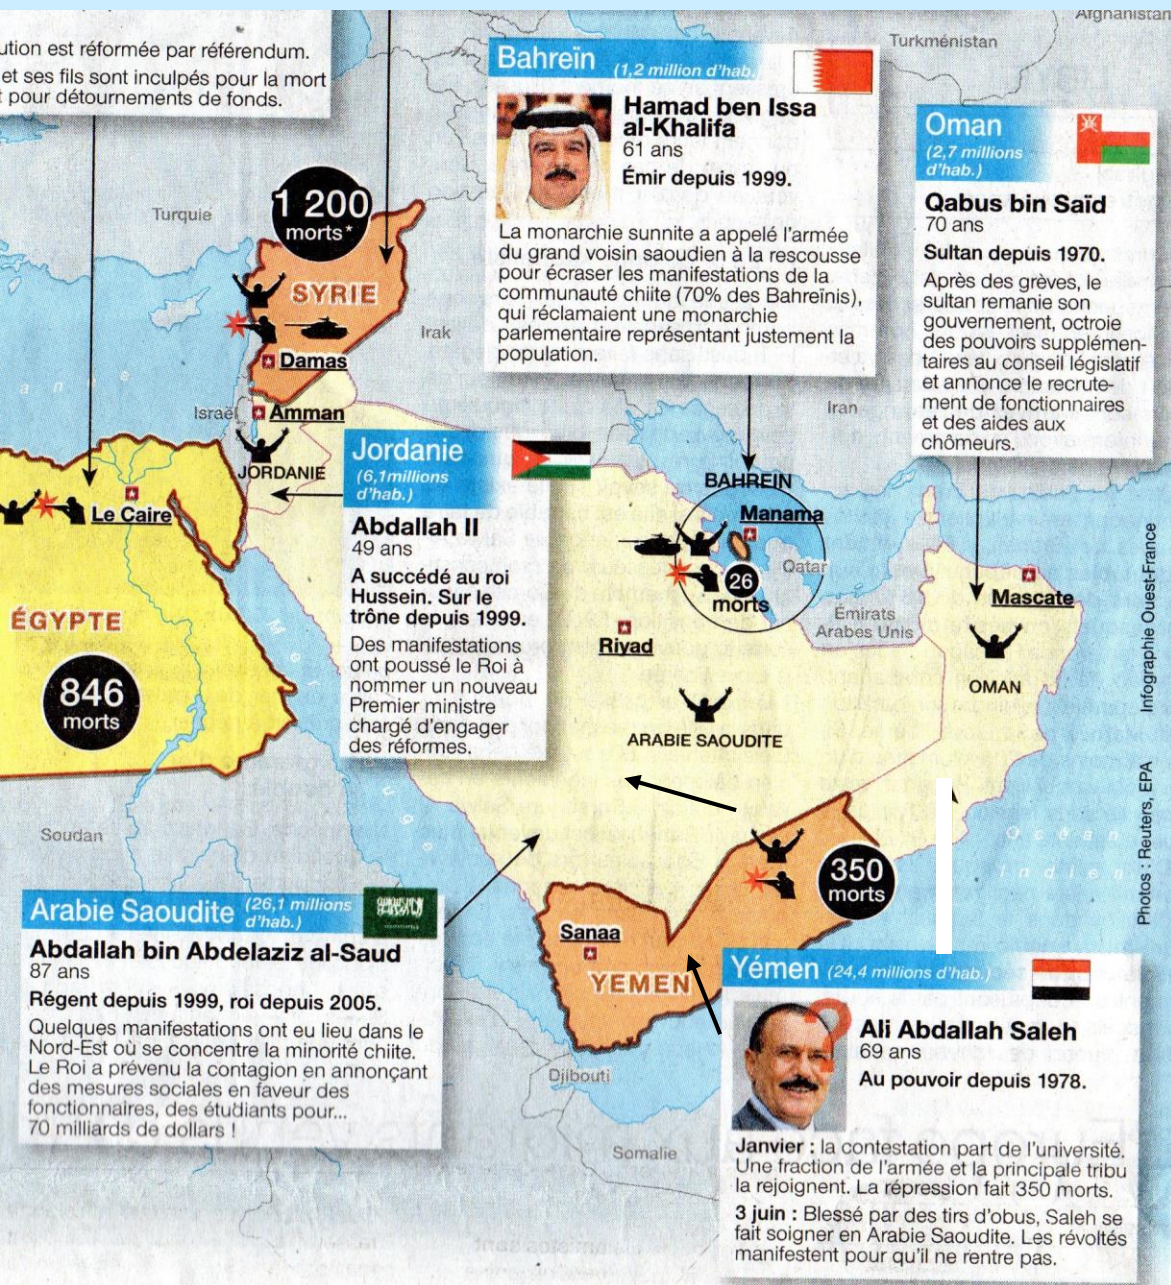 ution est réformée par référendum.
et ses fils sont inculpés pour la mort
t pour détournements de fonds.
Afghanistan
Turkménistan
Bahreïn (1,2 million d'hab.)
Hamad ben Issa
al-Khalifa
61 ans
Émir depuis 1999.
La monarchie sunnite a appelé l'armée
du grand voisin saoudien à la rescousse
pour écraser les manifestations de la
communauté chiite (70% des Bahreïnis),
qui réclamaient une monarchie
parlementaire représentant justement la
population.
Oman
(2,7 millions
d'hab.)
Qabus bin Saïd
70 ans
Sultan depuis 1970.
Après des grèves, le
sultan remanie son
gouvernement, octroie
des pouvoirs supplémen-
taires au conseil législatif
et annonce le recrute-
ment de fonctionnaires
et des aides aux
chômeurs.
Turquie
1 200
morts*
SYRIE
Irak
Damas
Israël
Amman
JORDANIE
Iran
Jordanie
(6,1millions
d'hab.)
Abdallah II
49 ans
A succédé au roi
Hussein. Sur le
trône depuis 1999.
Des manifestations
ont poussé le Roi à
nommer un nouveau
Premier ministre
chargé d'engager
des réformes.
Le Caire
ÉGYPTE
846
morts
Mer
Rouge
BAHREIN
Manama
Qatar
26
morts
Émirats
Arabes Unis
Riyad
ARABIE SAOUDITE
Mascate
OMAN
Océan
Indien
Infographie Ouest-France
Photos : Reuters, EPA
Soudan
350
morts
Sanaa
YEMEN
Djibouti
Somalie
Arabie Saoudite (26,1 millions
d'hab.)
Abdallah bin Abdelaziz al-Saud
87 ans
Régent depuis 1999, roi depuis 2005.
Quelques manifestations ont eu lieu dans le
Nord-Est où se concentre la minorité chiite.
Le Roi a prévenu la contagion en annonçant
des mesures sociales en faveur des
fonctionnaires, des étudiants pour...
70 milliards de dollars !
Yémen (24,4 millions d'hab.)
?
Ali Abdallah Saleh
69 ans
Au pouvoir depuis 1978.
Janvier : la contestation part de l'université.
Une fraction de l'armée et la principale tribu
la rejoignent. La répression fait 350 morts.
3 juin : Blessé par des tirs d'obus, Saleh se
fait soigner en Arabie Saoudite. Les révoltés
manifestent pour qu'il ne rentre pas.